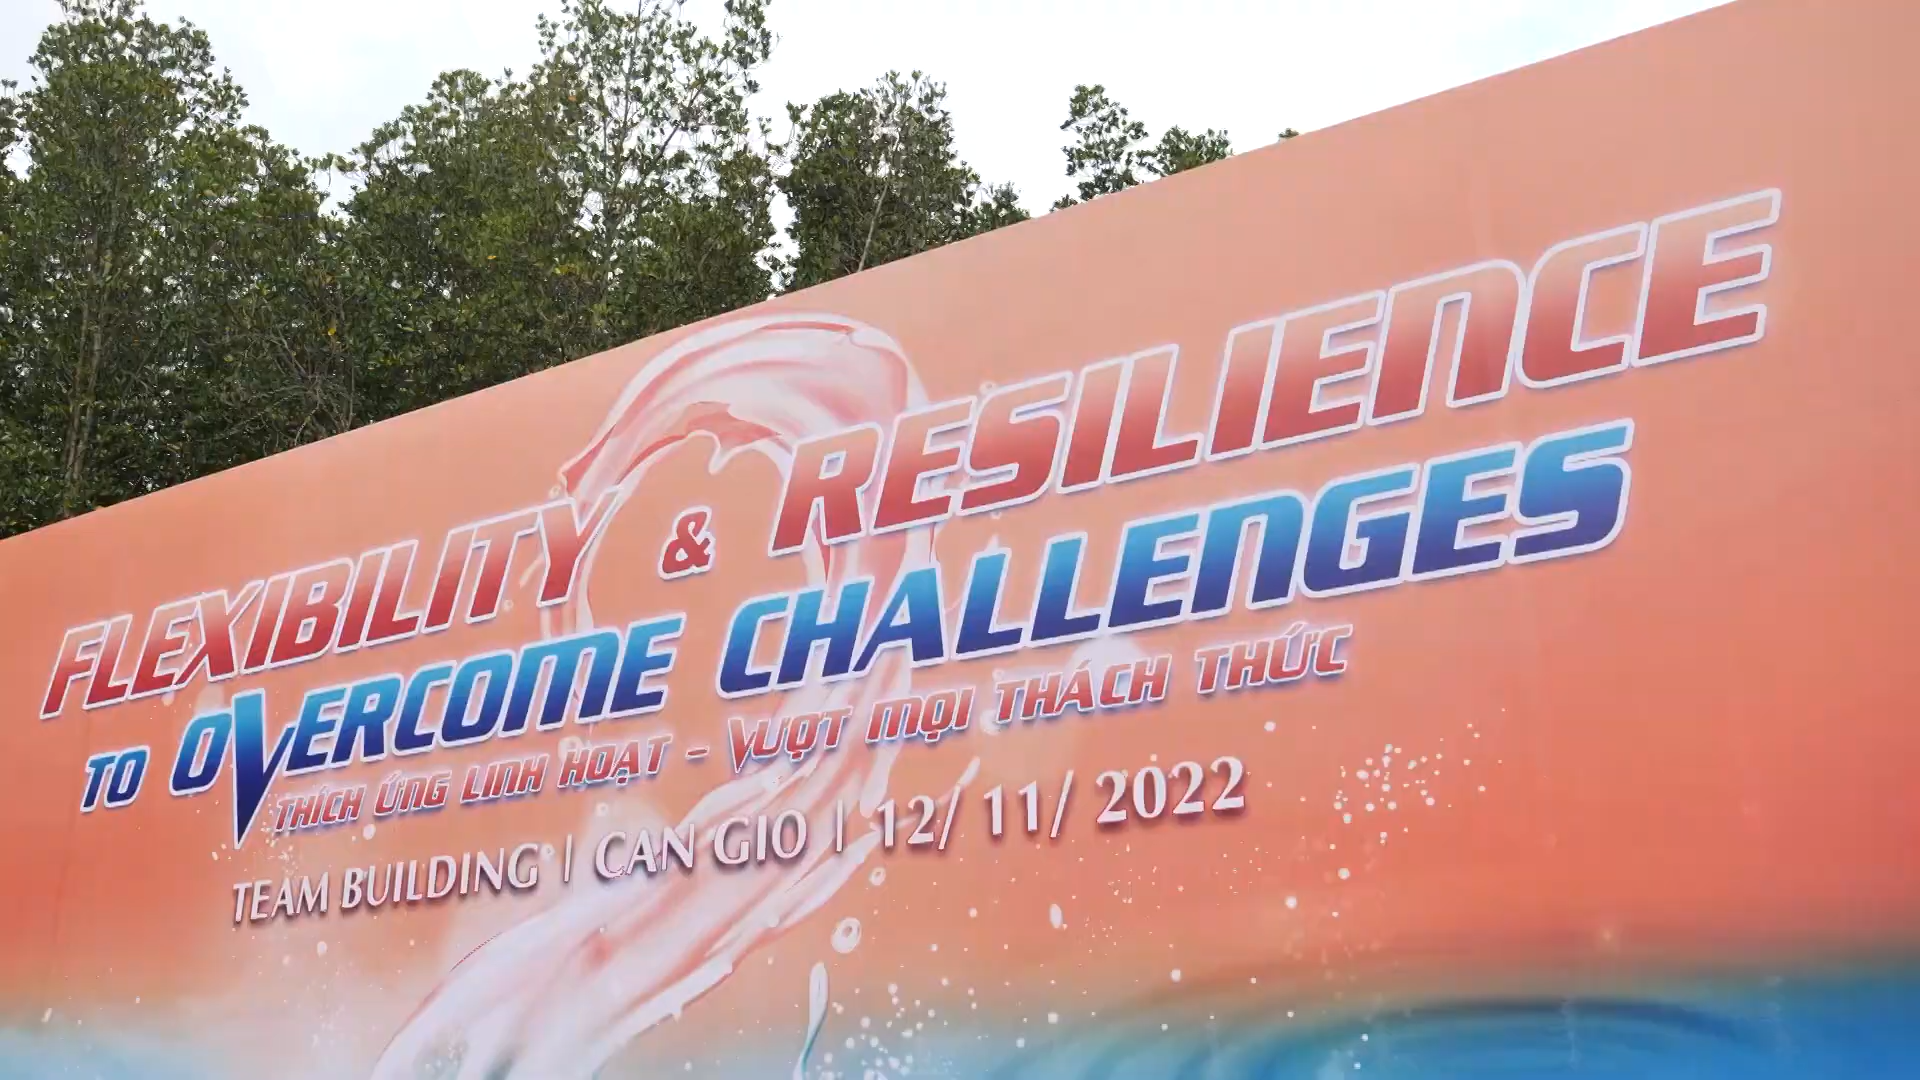 FLEXIBILITY & RESILIENCE
TO OVERCOME CHALLENGES
THÍCH ỨNG LINH HOẠT - VƯỢT MỌI THÁCH THỨC
TEAM BUILDING | CAN GIO | 12/ 11/ 2022